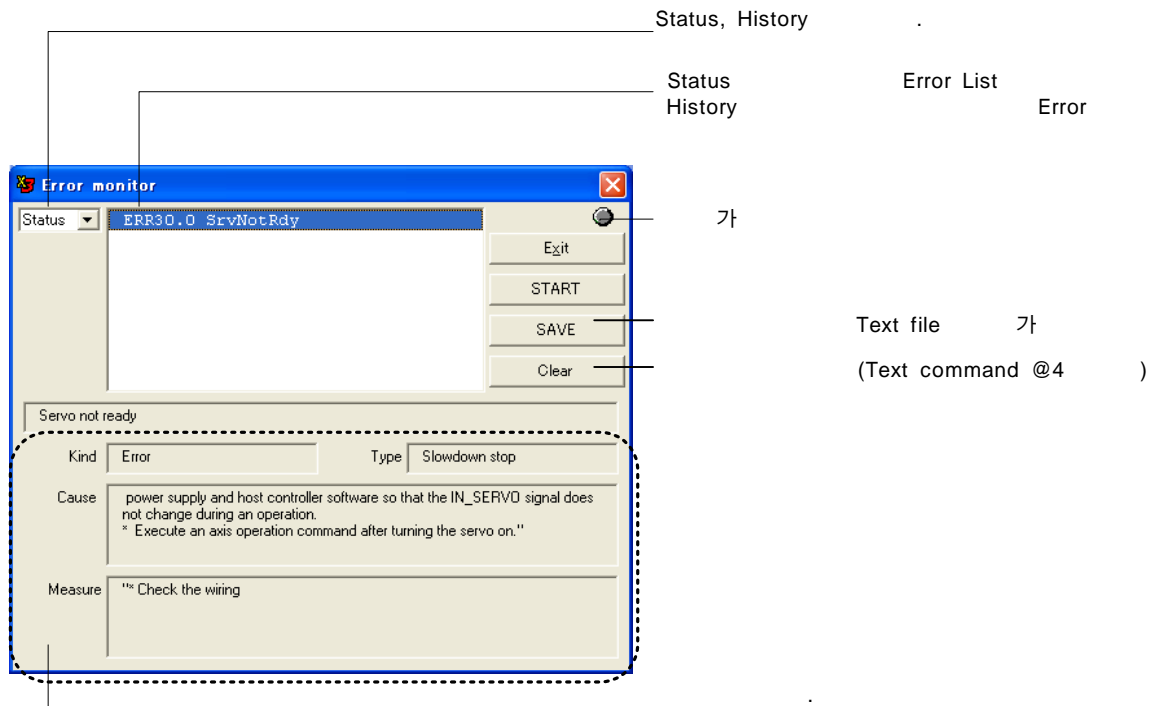 Status, History .
Status Error List
History Error
Error monitor
Status
ERR30.0 SrvNotRdy
가
Exit
START
SAVE
Text file 가
Clear
(Text command @4 )
Servo not ready
Kind Error Type Slowdown stop
Cause power supply and host controller software so that the IN_SERVO signal does
not change during an operation.
* Execute an axis operation command after turning the servo on."
Measure "* Check the wiring
.